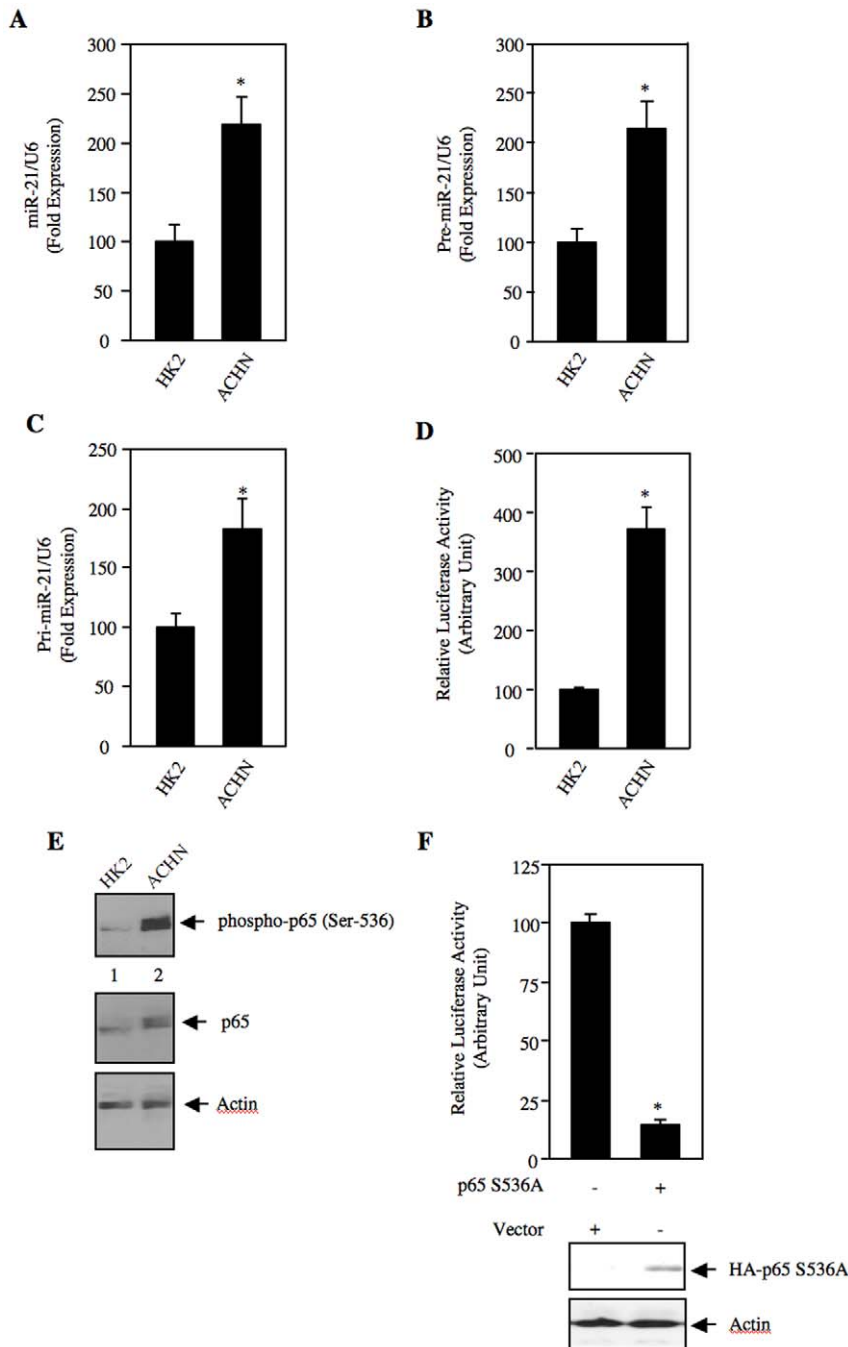 A
miR-21/U6
(Fold Expression)
300
250
200
150
100
50
0
*
HK2
ACHN
B
Pre-miR-21/U6
(Fold Expression)
300
250
200
150
100
50
0
*
HK2
ACHN
C
Pri-miR-21/U6
(Fold Expression)
250
200
150
100
50
0
*
HK2
ACHN
D
Relative Luciferase Activity
(Arbitrary Unit)
500
400
300
200
100
0
*
HK2
ACHN
E
HK2 ACHN
phospho-p65 (Ser-536)
1 2
p65
Actin
F
Relative Luciferase Activity
(Arbitrary Unit)
125
100
75
50
25
0
*
p65 S536A - +
Vector + -
HA-p65 S536A
Actin